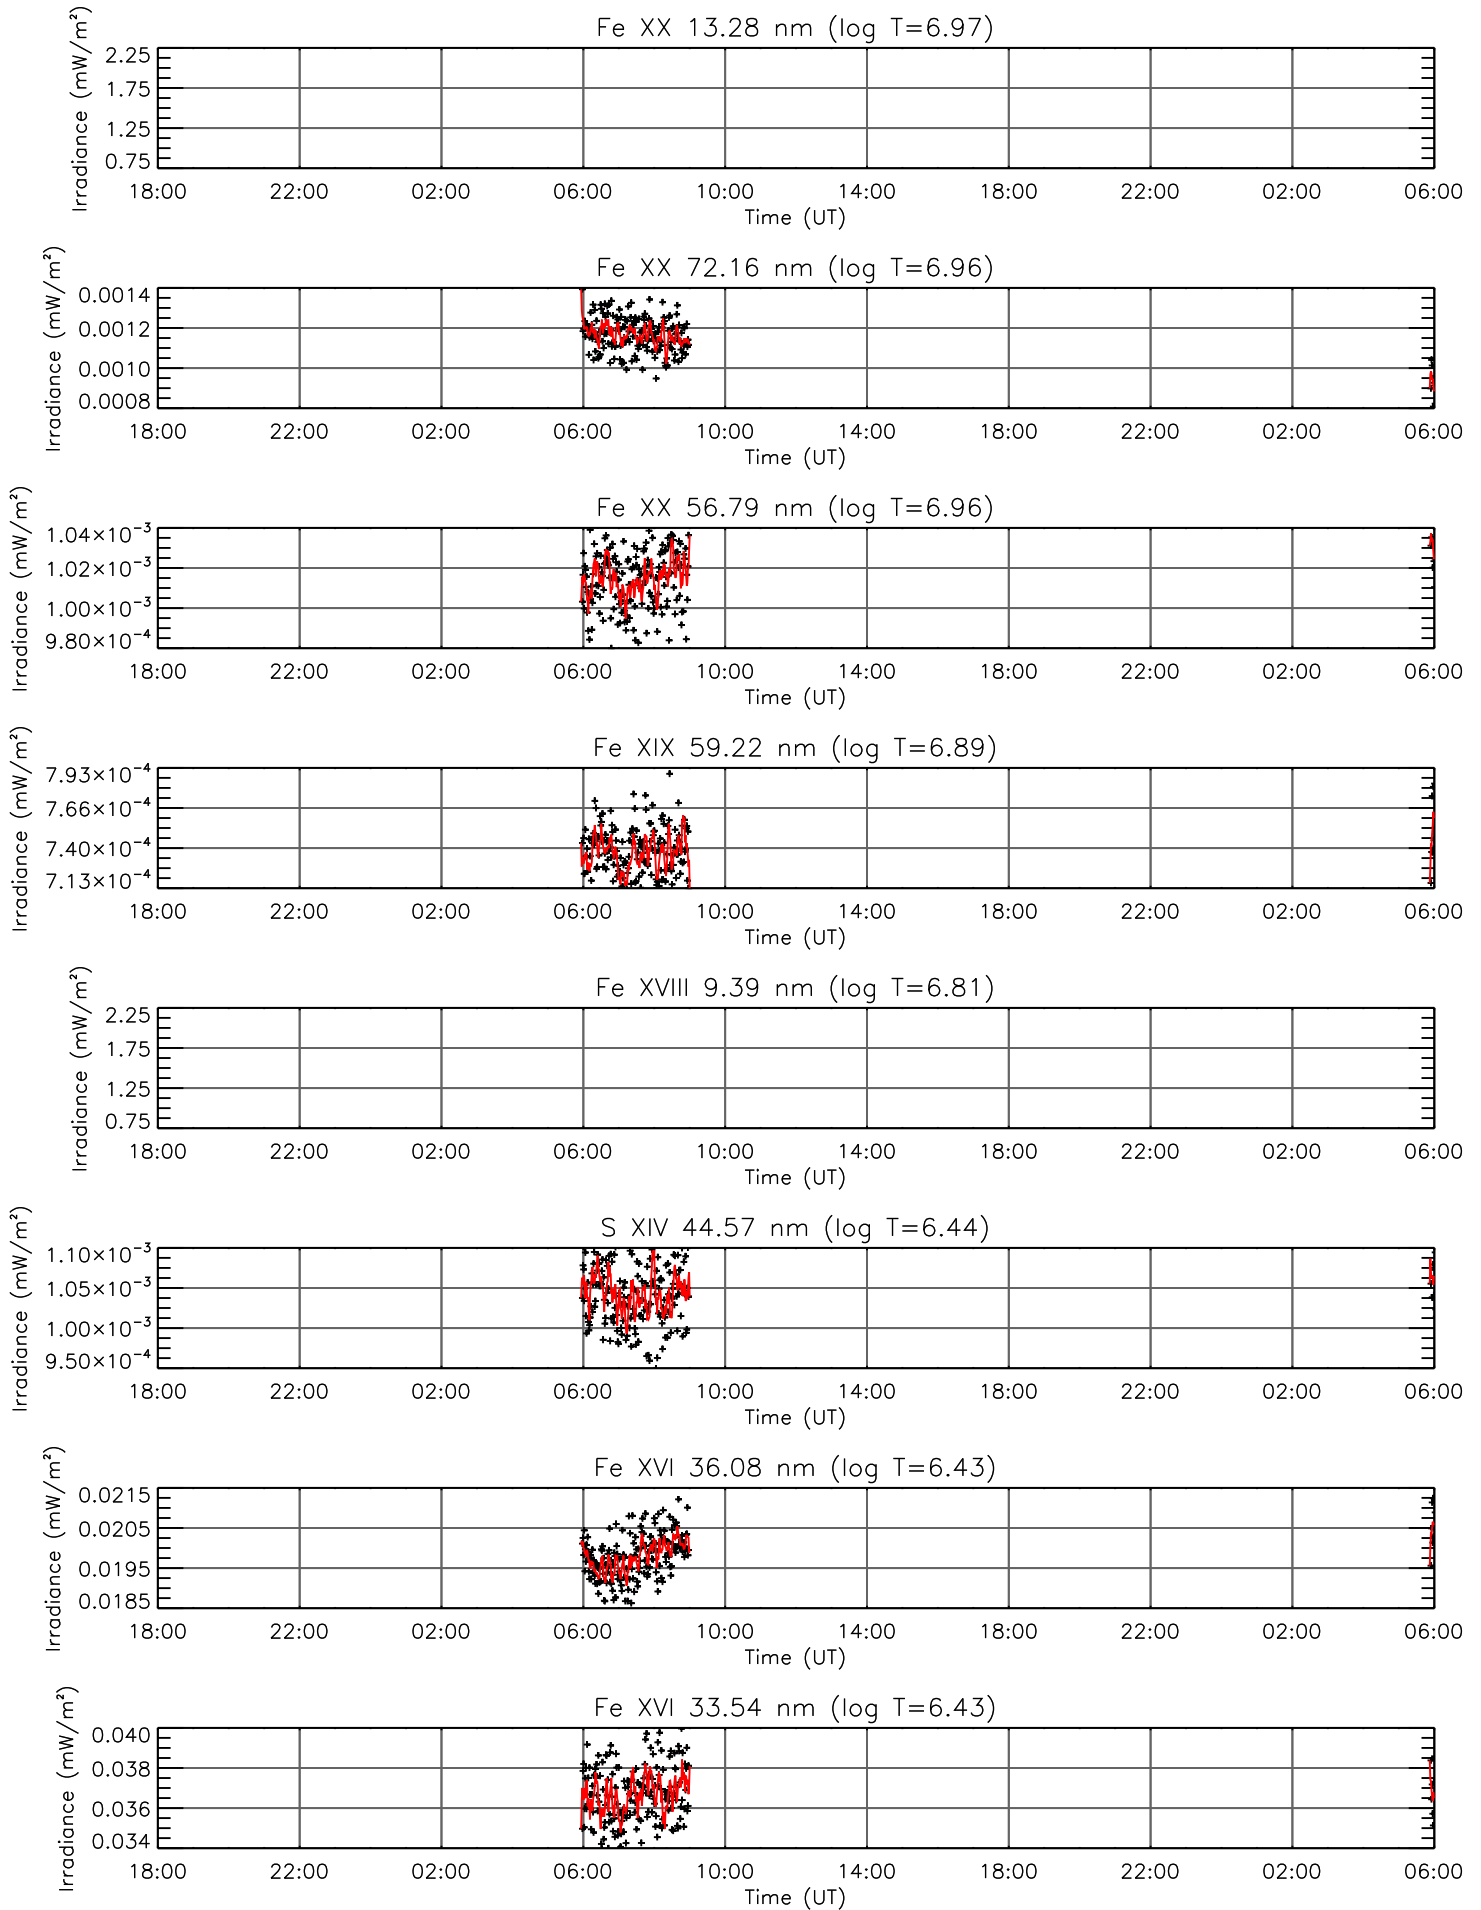 Fe XX 13.28 nm (log T=6.97)
Irradiance (mW/m²)
2.25
1.75
1.25
0.75
18:00 22:00 02:00 06:00 10:00 14:00 18:00 22:00 02:00 06:00
Time (UT)
Fe XX 72.16 nm (log T=6.96)
Irradiance (mW/m²)
0.0014
0.0012
0.0010
0.0008
18:00 22:00 02:00 06:00 10:00 14:00 18:00 22:00 02:00 06:00
Time (UT)
Fe XX 56.79 nm (log T=6.96)
Irradiance (mW/m²)
1.04×10⁻³
1.02×10⁻³
1.00×10⁻³
9.80×10⁻⁴
18:00 22:00 02:00 06:00 10:00 14:00 18:00 22:00 02:00 06:00
Time (UT)
Fe XIX 59.22 nm (log T=6.89)
Irradiance (mW/m²)
7.93×10⁻⁴
7.66×10⁻⁴
7.40×10⁻⁴
7.13×10⁻⁴
18:00 22:00 02:00 06:00 10:00 14:00 18:00 22:00 02:00 06:00
Time (UT)
Fe XVIII 9.39 nm (log T=6.81)
Irradiance (mW/m²)
2.25
1.75
1.25
0.75
18:00 22:00 02:00 06:00 10:00 14:00 18:00 22:00 02:00 06:00
Time (UT)
S XIV 44.57 nm (log T=6.44)
Irradiance (mW/m²)
1.10×10⁻³
1.05×10⁻³
1.00×10⁻³
9.50×10⁻⁴
18:00 22:00 02:00 06:00 10:00 14:00 18:00 22:00 02:00 06:00
Time (UT)
Fe XVI 36.08 nm (log T=6.43)
Irradiance (mW/m²)
0.0215
0.0205
0.0195
0.0185
18:00 22:00 02:00 06:00 10:00 14:00 18:00 22:00 02:00 06:00
Time (UT)
Fe XVI 33.54 nm (log T=6.43)
Irradiance (mW/m²)
0.040
0.038
0.036
0.034
18:00 22:00 02:00 06:00 10:00 14:00 18:00 22:00 02:00 06:00
Time (UT)